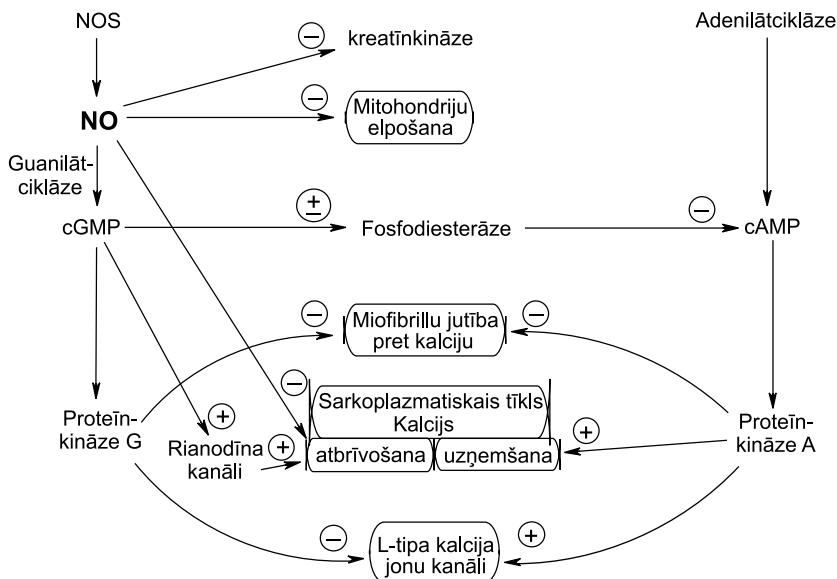 NOS
kreatīnkināze
Adenilātciklāze
NO
Mitohondriju
elpošana
Guanilāt-
ciklāze
cGMP
Fosfodiesterāze
cAMP
Miofibrillu jutība
pret kalciju
Sarkoplazmatiskais tīkls
Kalcijs
atbrīvošana
uzņemšana
Proteīn-
kināze G
Rianodīna
kanāli
Proteīn-
kināze A
L-tipa kalcija
jonu kanāli